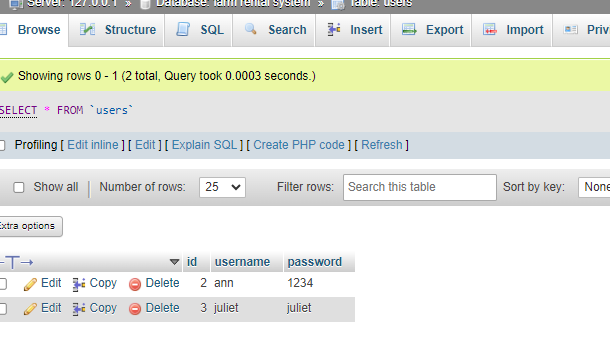 Server: 127.0.0.1 » Database: farm rental system » Table: users
Browse Structure SQL Search Insert Export Import Privi
Showing rows 0 - 1 (2 total, Query took 0.0003 seconds.)
SELECT * FROM `users`
Profiling [ Edit inline ] [ Edit ] [ Explain SQL ] [ Create PHP code ] [ Refresh ]
Show all Number of rows: 25 Filter rows: Search this table Sort by key: None
Extra options
id username password
Edit Copy Delete 2 ann 1234
Edit Copy Delete 3 juliet juliet